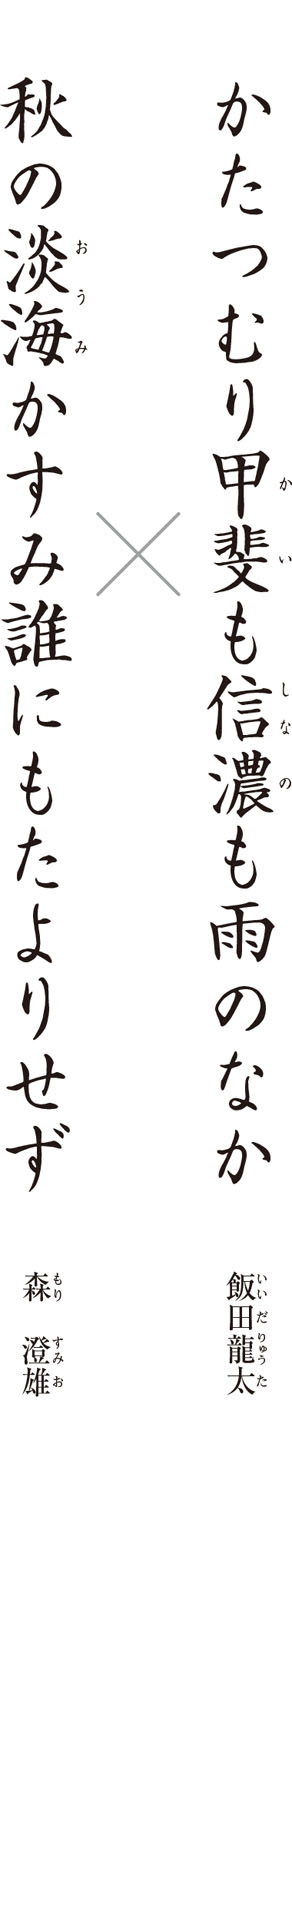 かたつむり甲斐も信濃も雨のなか
かい
しなの
飯田龍太
いいだりゅうた
×
秋の淡海かすみ誰にもたよりせず
おうみ
森 澄雄
もり すみお